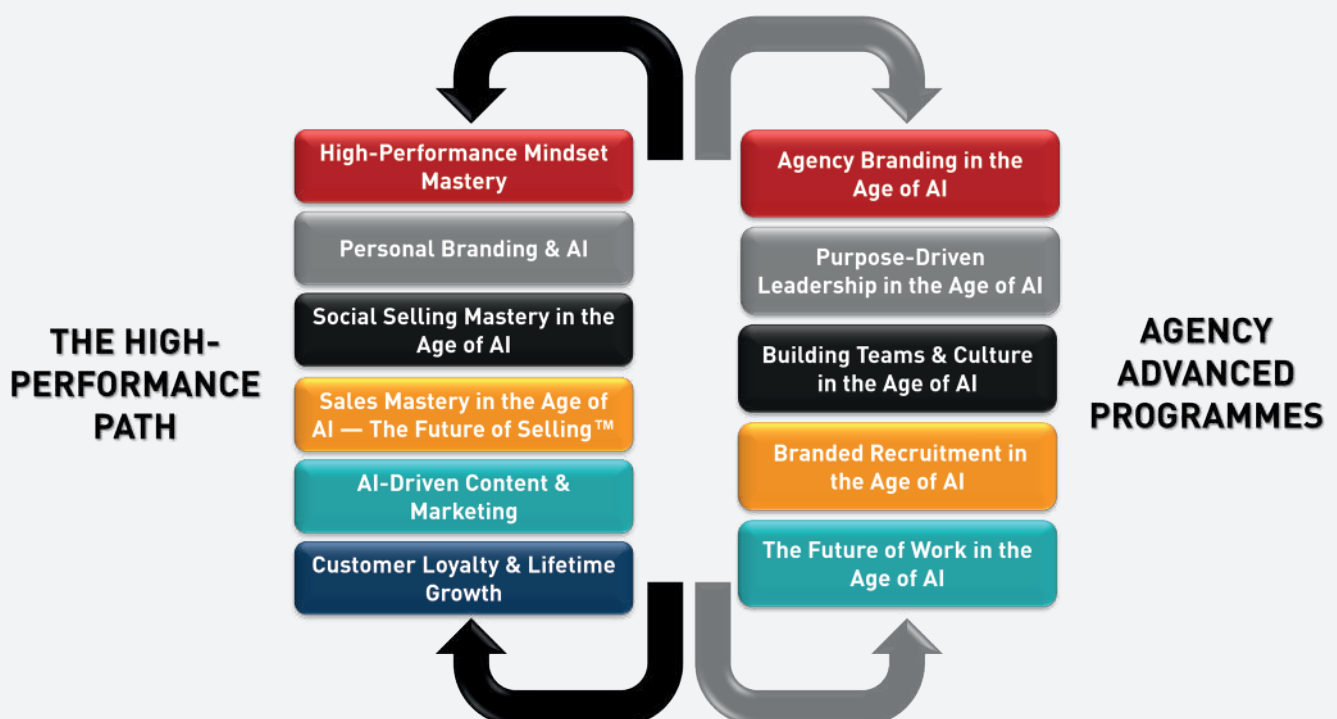 THE HIGH-
PERFORMANCE
PATH
High-Performance Mindset
Mastery
Personal Branding & AI
Social Selling Mastery in the
Age of AI
Sales Mastery in the Age of
AI — The Future of Selling™
AI-Driven Content &
Marketing
Customer Loyalty & Lifetime
Growth
Agency Branding in the
Age of AI
Purpose-Driven
Leadership in the Age of AI
Building Teams & Culture
in the Age of AI
Branded Recruitment in
the Age of AI
The Future of Work in the
Age of AI
AGENCY
ADVANCED
PROGRAMMES